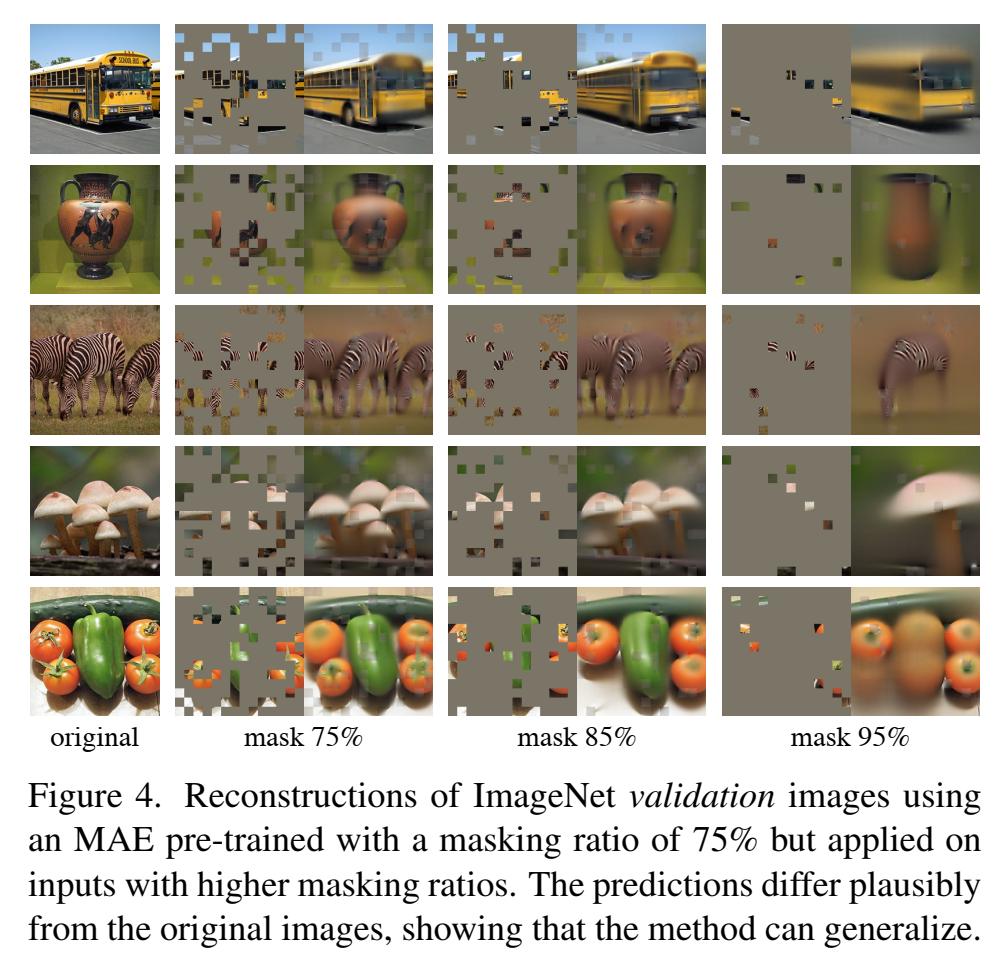 SCHOOL BUS
original
mask 75%
mask 85%
mask 95%
Figure 4. Reconstructions of ImageNet validation images using
an MAE pre-trained with a masking ratio of 75% but applied on
inputs with higher masking ratios. The predictions differ plausibly
from the original images, showing that the method can generalize.